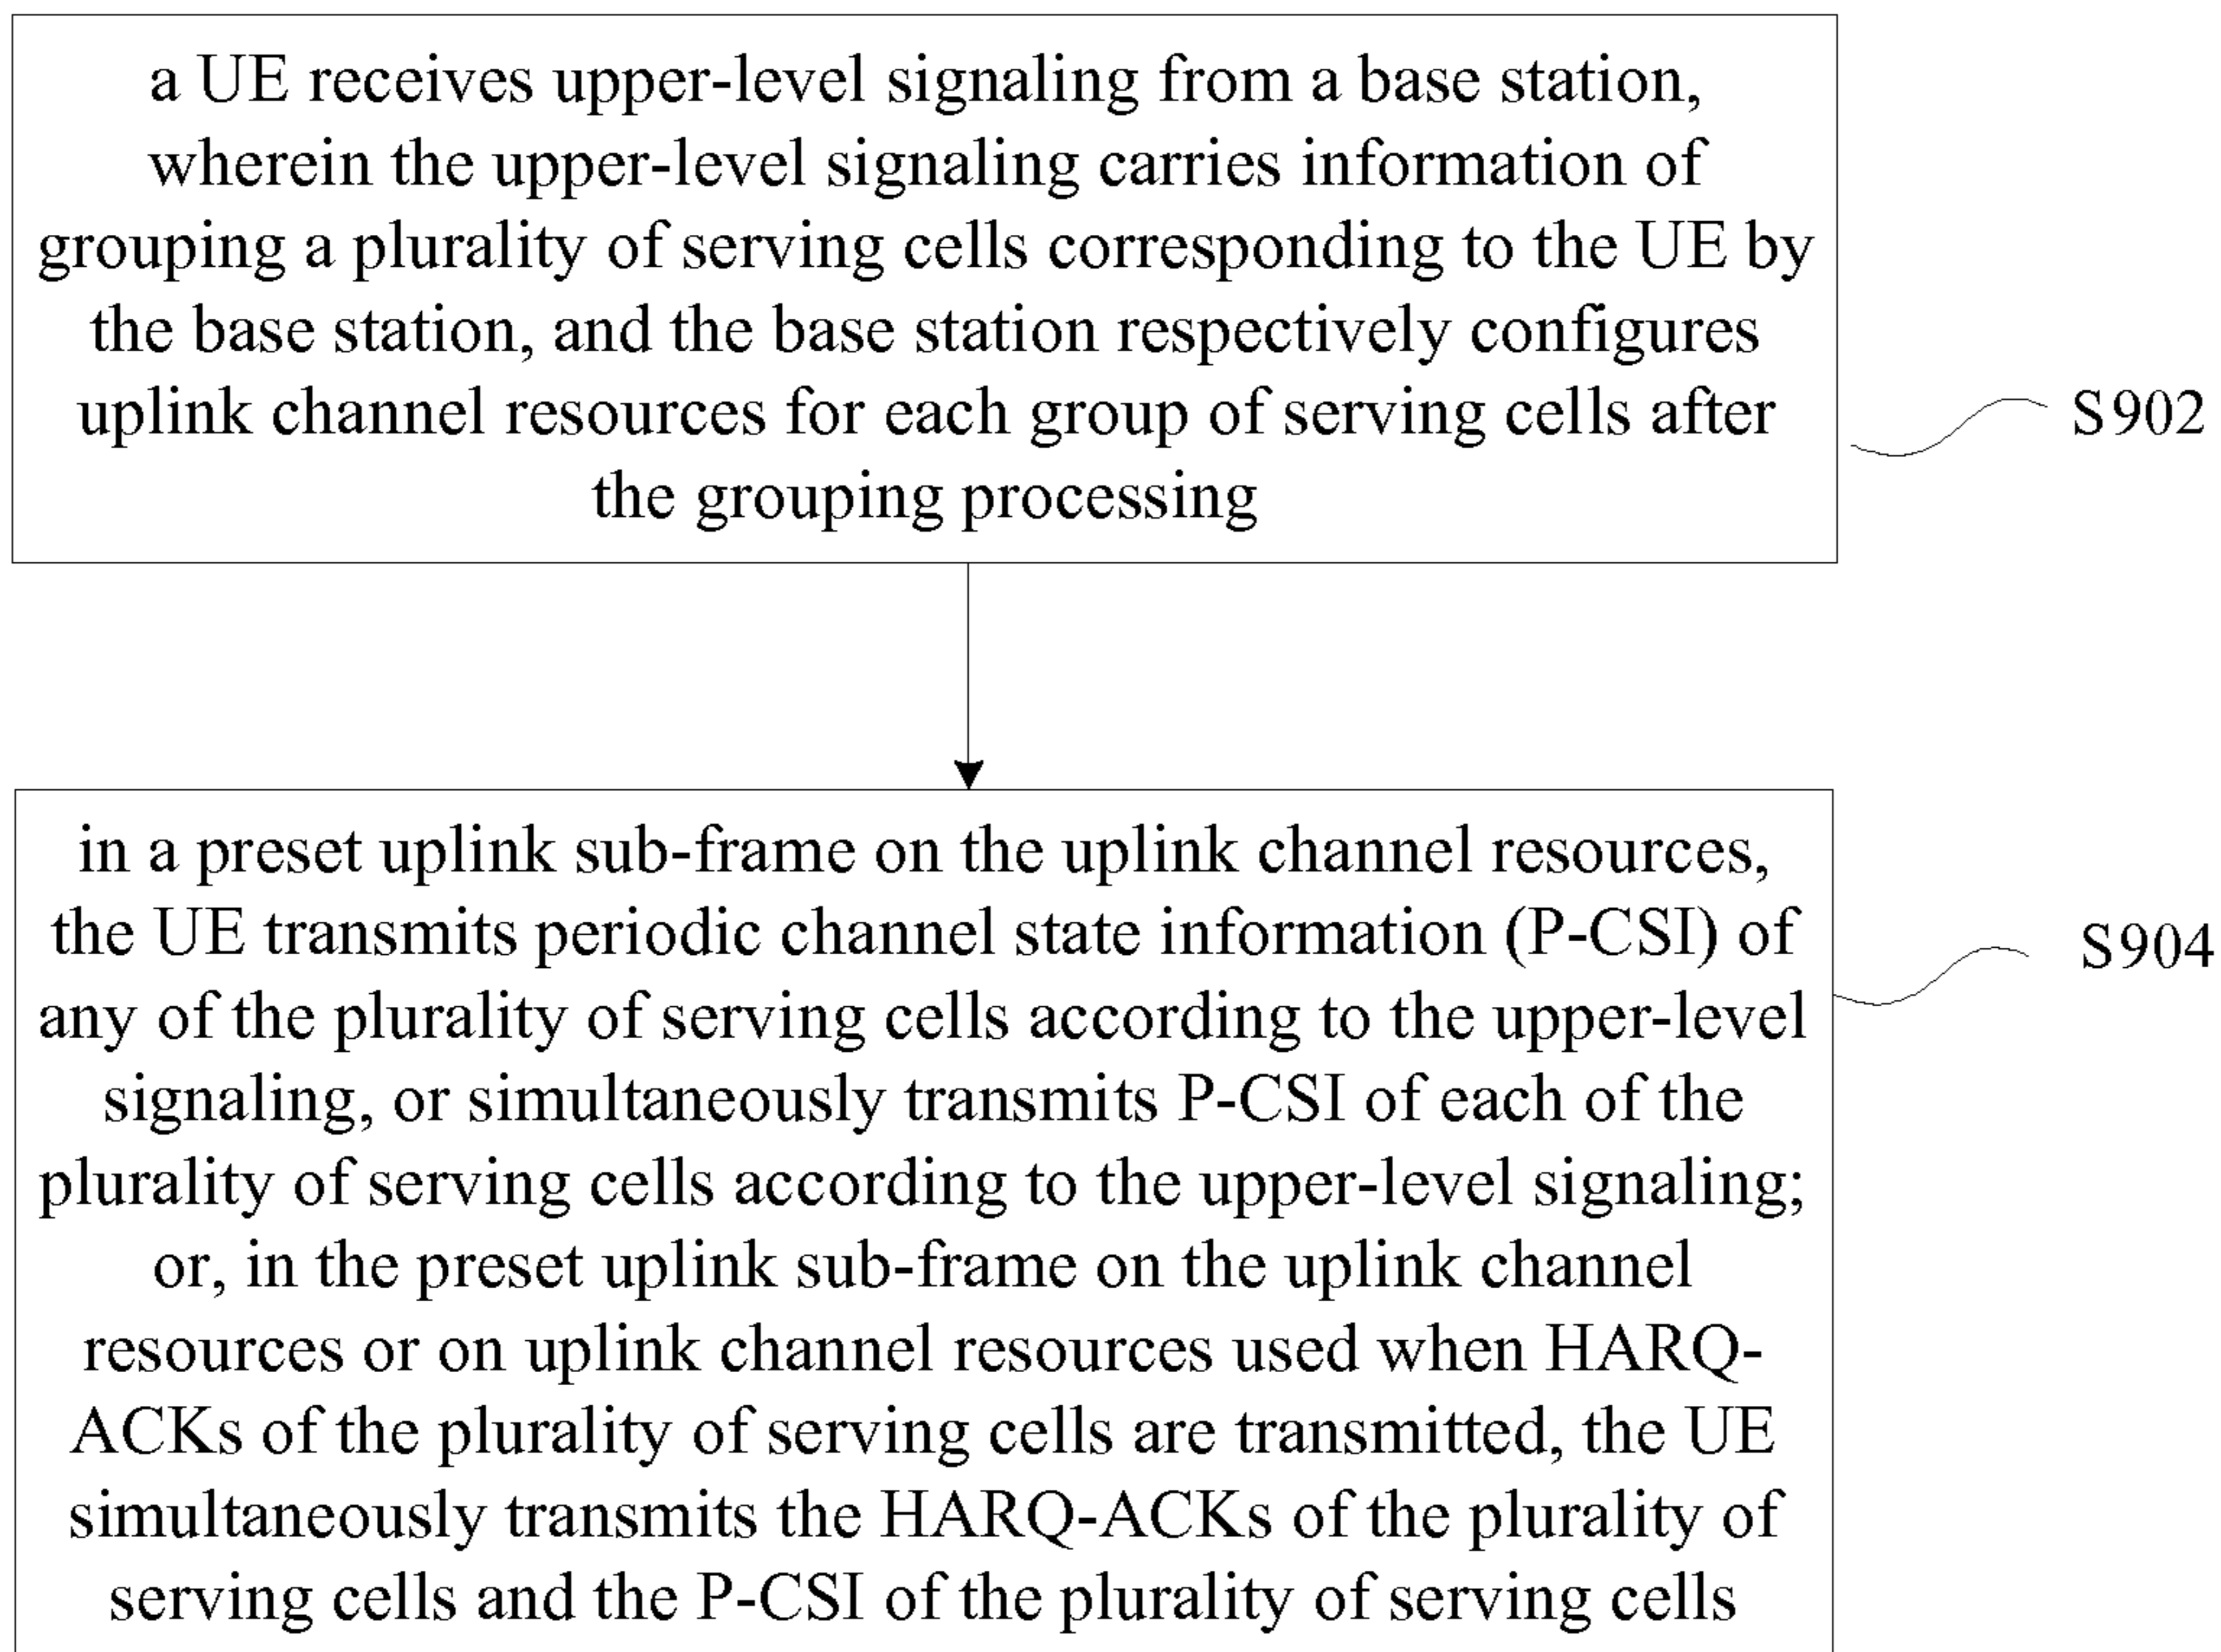 a UE receives upper-level signaling from a base station,
wherein the upper-level signaling carries information of
grouping a plurality of serving cells corresponding to the UE by
the base station, and the base station respectively configures
uplink channel resources for each group of serving cells after
the grouping processing
S902
in a preset uplink sub-frame on the uplink channel resources,
the UE transmits periodic channel state information (P-CSI) of
any of the plurality of serving cells according to the upper-level
signaling, or simultaneously transmits P-CSI of each of the
plurality of serving cells according to the upper-level signaling;
or, in the preset uplink sub-frame on the uplink channel
resources or on uplink channel resources used when HARQ-
ACKs of the plurality of serving cells are transmitted, the UE
simultaneously transmits the HARQ-ACKs of the plurality of
serving cells and the P-CSI of the plurality of serving cells
S904